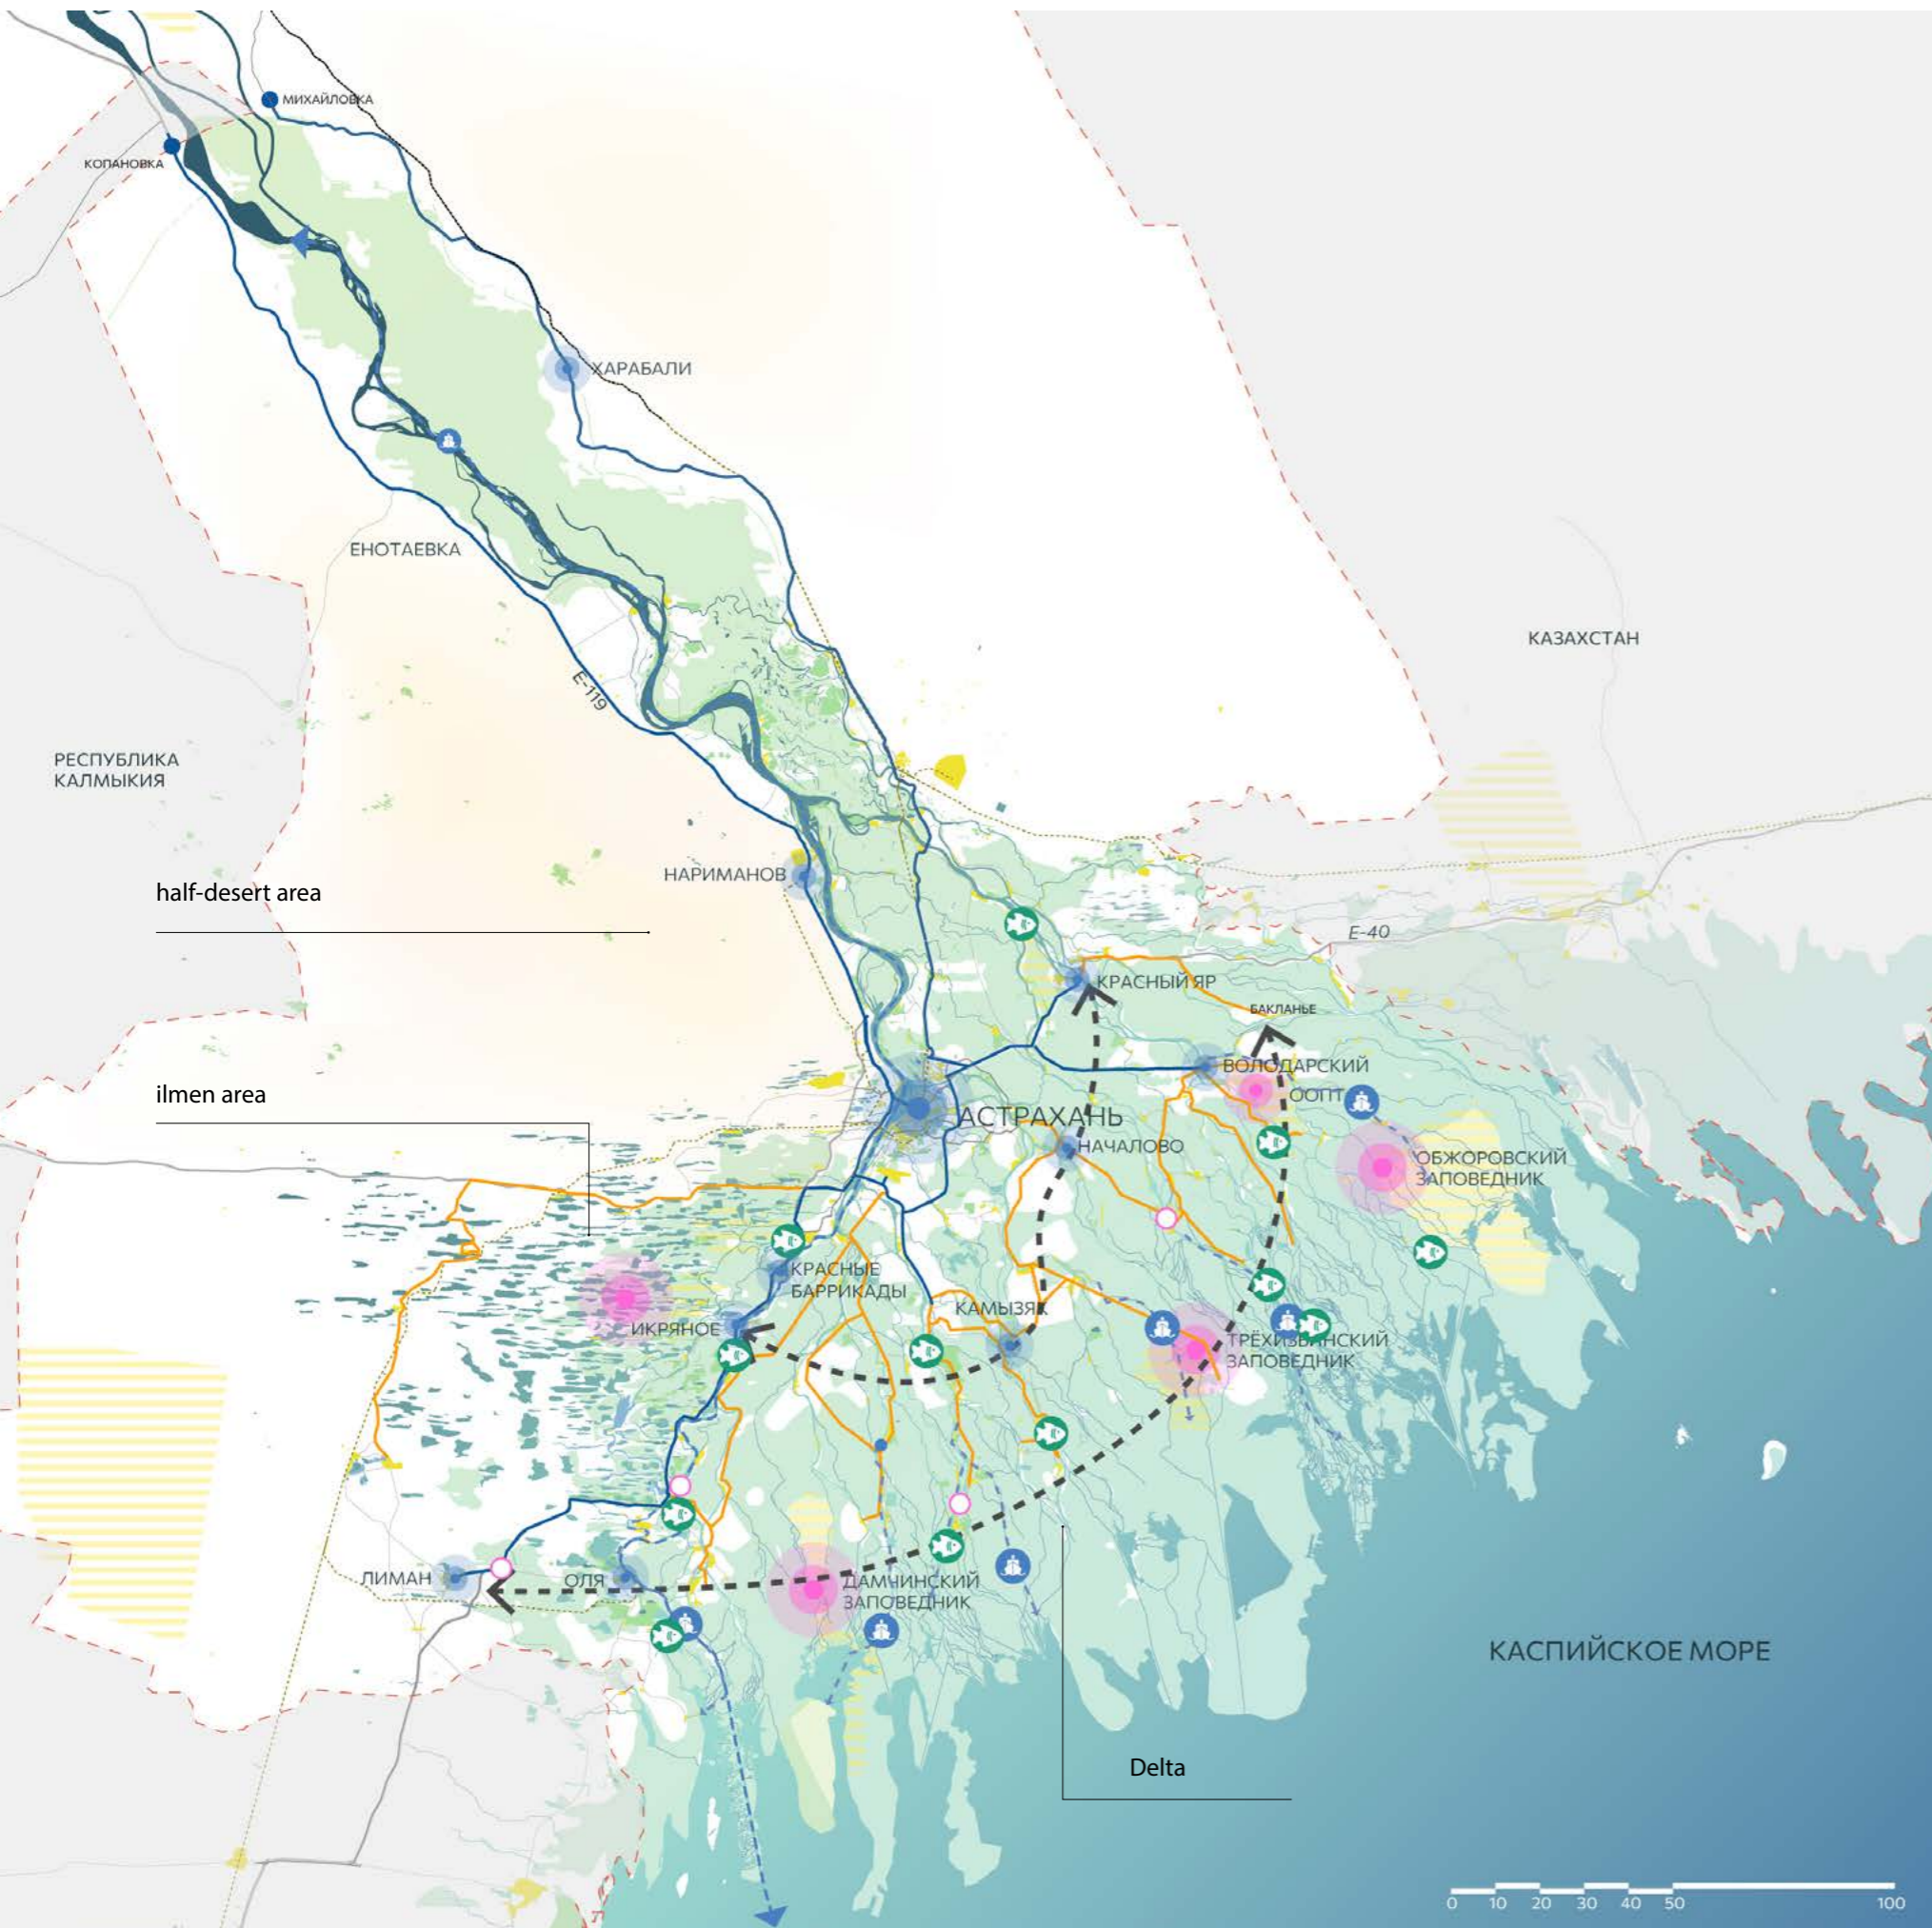 МИХАЙЛОВКА
КОПАНОВКА
ХАРАБАЛИ
ЕНОТАЕВКА
КАЗАХСТАН
E-119
РЕСПУБЛИКА
КАЛМЫКИЯ
НАРИМАНОВ
half-desert area
E-40
КРАСНЫЙ ЯР
БАКЛАНЬЕ
ВОЛОДАРСКИЙ
ООПТ
ilmen area
АСТРАХАНЬ
НАЧАЛОВО
ОБЖОРОВСКИЙ
ЗАПОВЕДНИК
КРАСНЫЕ
БАРРИКАДЫ
КАМЫЗЯК
ИКРЯНОЕ
ТРЁХИЗБИНСКИЙ
ЗАПОВЕДНИК
ЛИМАН
ОЛЯ
ДАМЧИНСКИЙ
ЗАПОВЕДНИК
КАСПИЙСКОЕ МОРЕ
Delta
0 10 20 30 40 50 100